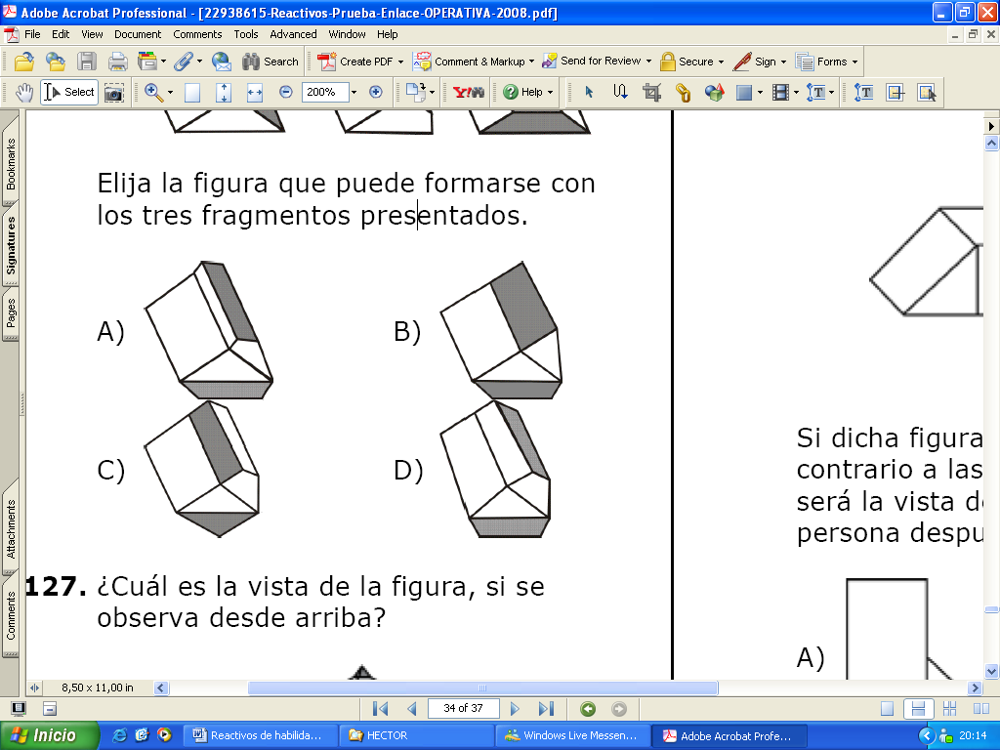 Adobe Acrobat Professional - [22938615-Reactivos-Prueba-Enlace-OPERATIVA-2008.pdf]
File Edit View Document Comments Tools Advanced Window Help
Search Create PDF Comment & Markup Send for Review Secure Sign Forms
Select 200% Y! Help
Bookmarks
Signatures
Pages
Attachments
Comments
Elija la figura que puede formarse con
los tres fragmentos presentados.
A)
B)
C)
D)
127. ¿Cuál es la vista de la figura, si se
observa desde arriba?
Si dicha figura
contrario a las
será la vista d
persona despu
A)
8,50 x 11,00 in
34 of 37
Inicio
Reactivos de habilida...
HECTOR
Windows Live Messen...
Adobe Acrobat Profe...
20:14